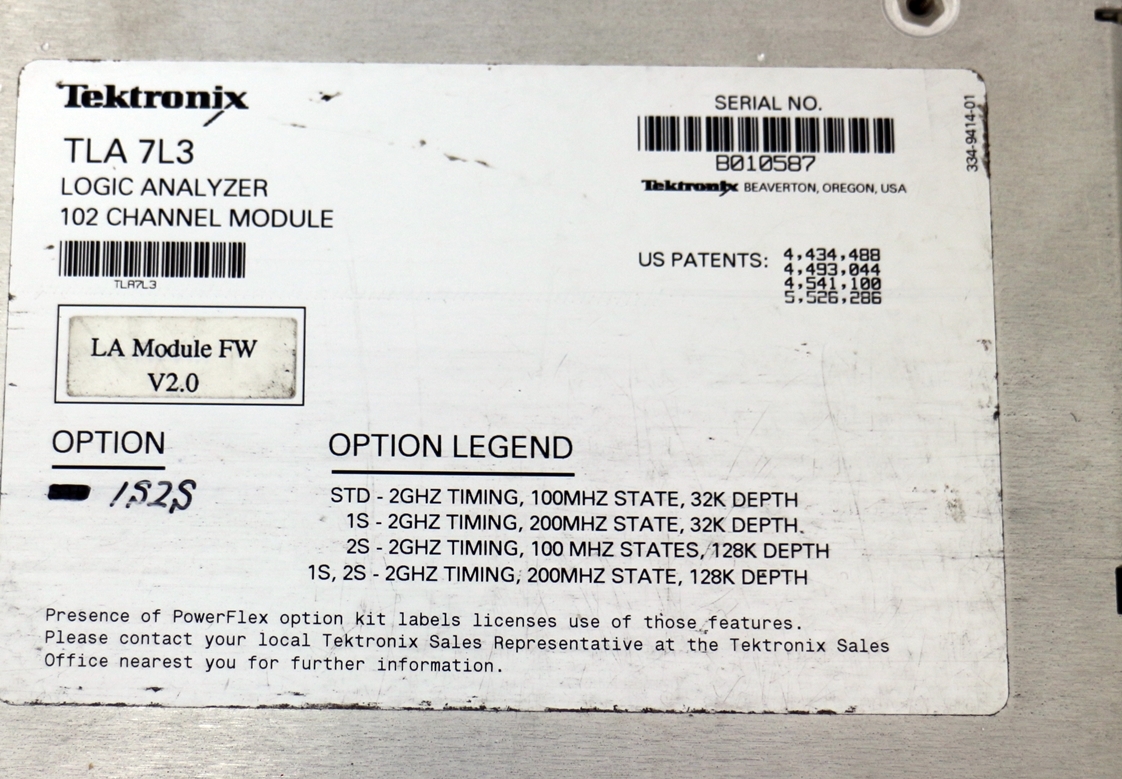 Tektronix
TLA 7L3
LOGIC ANALYZER
102 CHANNEL MODULE
TLA7L3
LA Module FW
V2.0
SERIAL NO.
B010587
Tektronix BEAVERTON, OREGON, USA
334-9414-01
US PATENTS: 4,434,488
4,493,044
4,541,100
5,526,286
OPTION
1S2S
OPTION LEGEND
STD - 2GHZ TIMING, 100MHZ STATE, 32K DEPTH
1S - 2GHZ TIMING, 200MHZ STATE, 32K DEPTH.
2S - 2GHZ TIMING, 100 MHZ STATES, 128K DEPTH
1S, 2S - 2GHZ TIMING, 200MHZ STATE, 128K DEPTH
Presence of PowerFlex option kit labels licenses use of those features.
Please contact your local Tektronix Sales Representative at the Tektronix Sales
Office nearest you for further information.